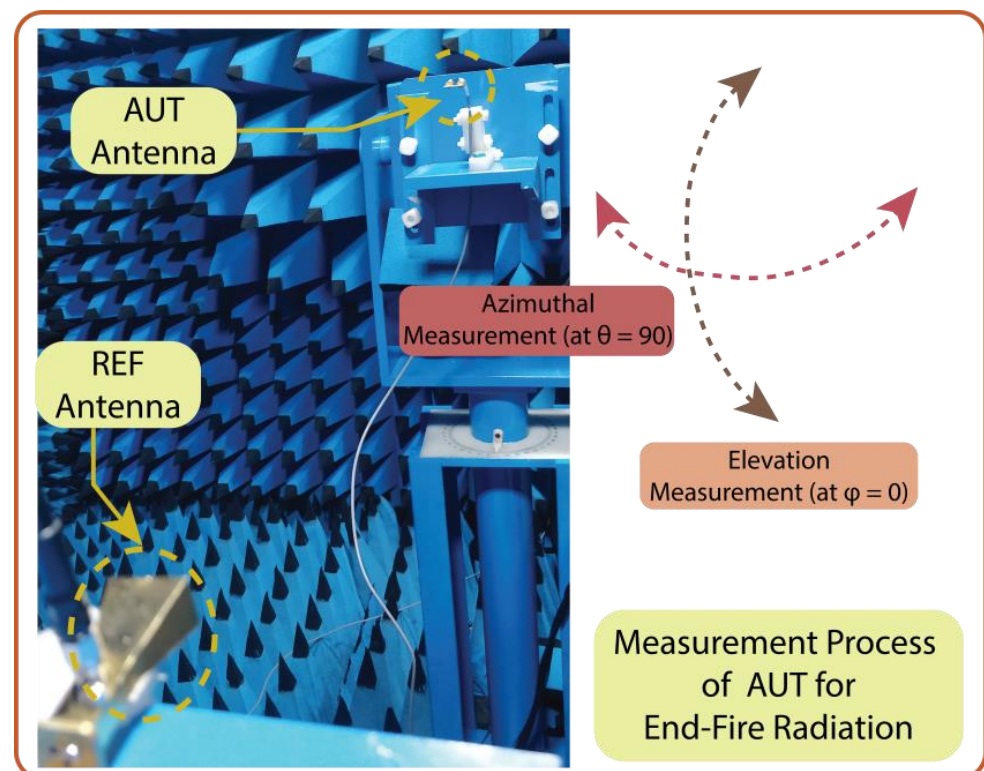 AUT
Antenna
Azimuthal
Measurement (at θ = 90)
REF
Antenna
Elevation
Measurement (at φ = 0)
Measurement Process
of AUT for
End-Fire Radiation